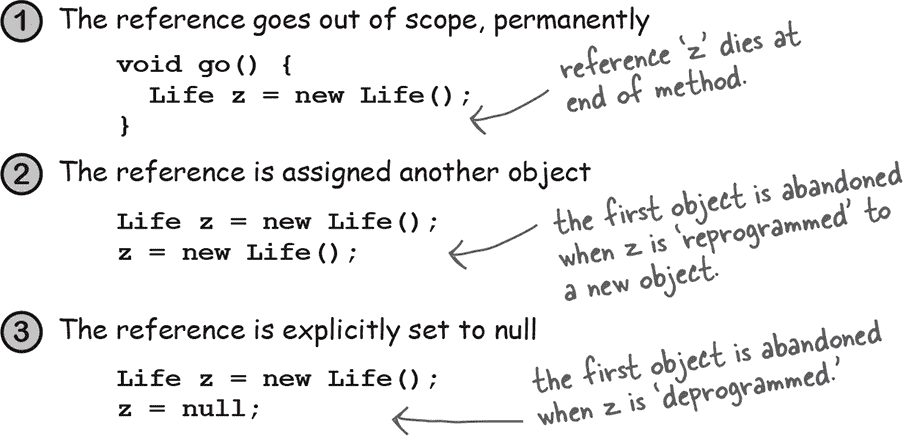 1 The reference goes out of scope, permanently
void go() {
Life z = new Life();
}
reference ‘z’ dies at
end of method.
2 The reference is assigned another object
Life z = new Life();
z = new Life();
the first object is abandoned
when z is ‘reprogrammed’ to
a new object.
3 The reference is explicitly set to null
Life z = new Life();
z = null;
the first object is abandoned
when z is ‘deprogrammed.’